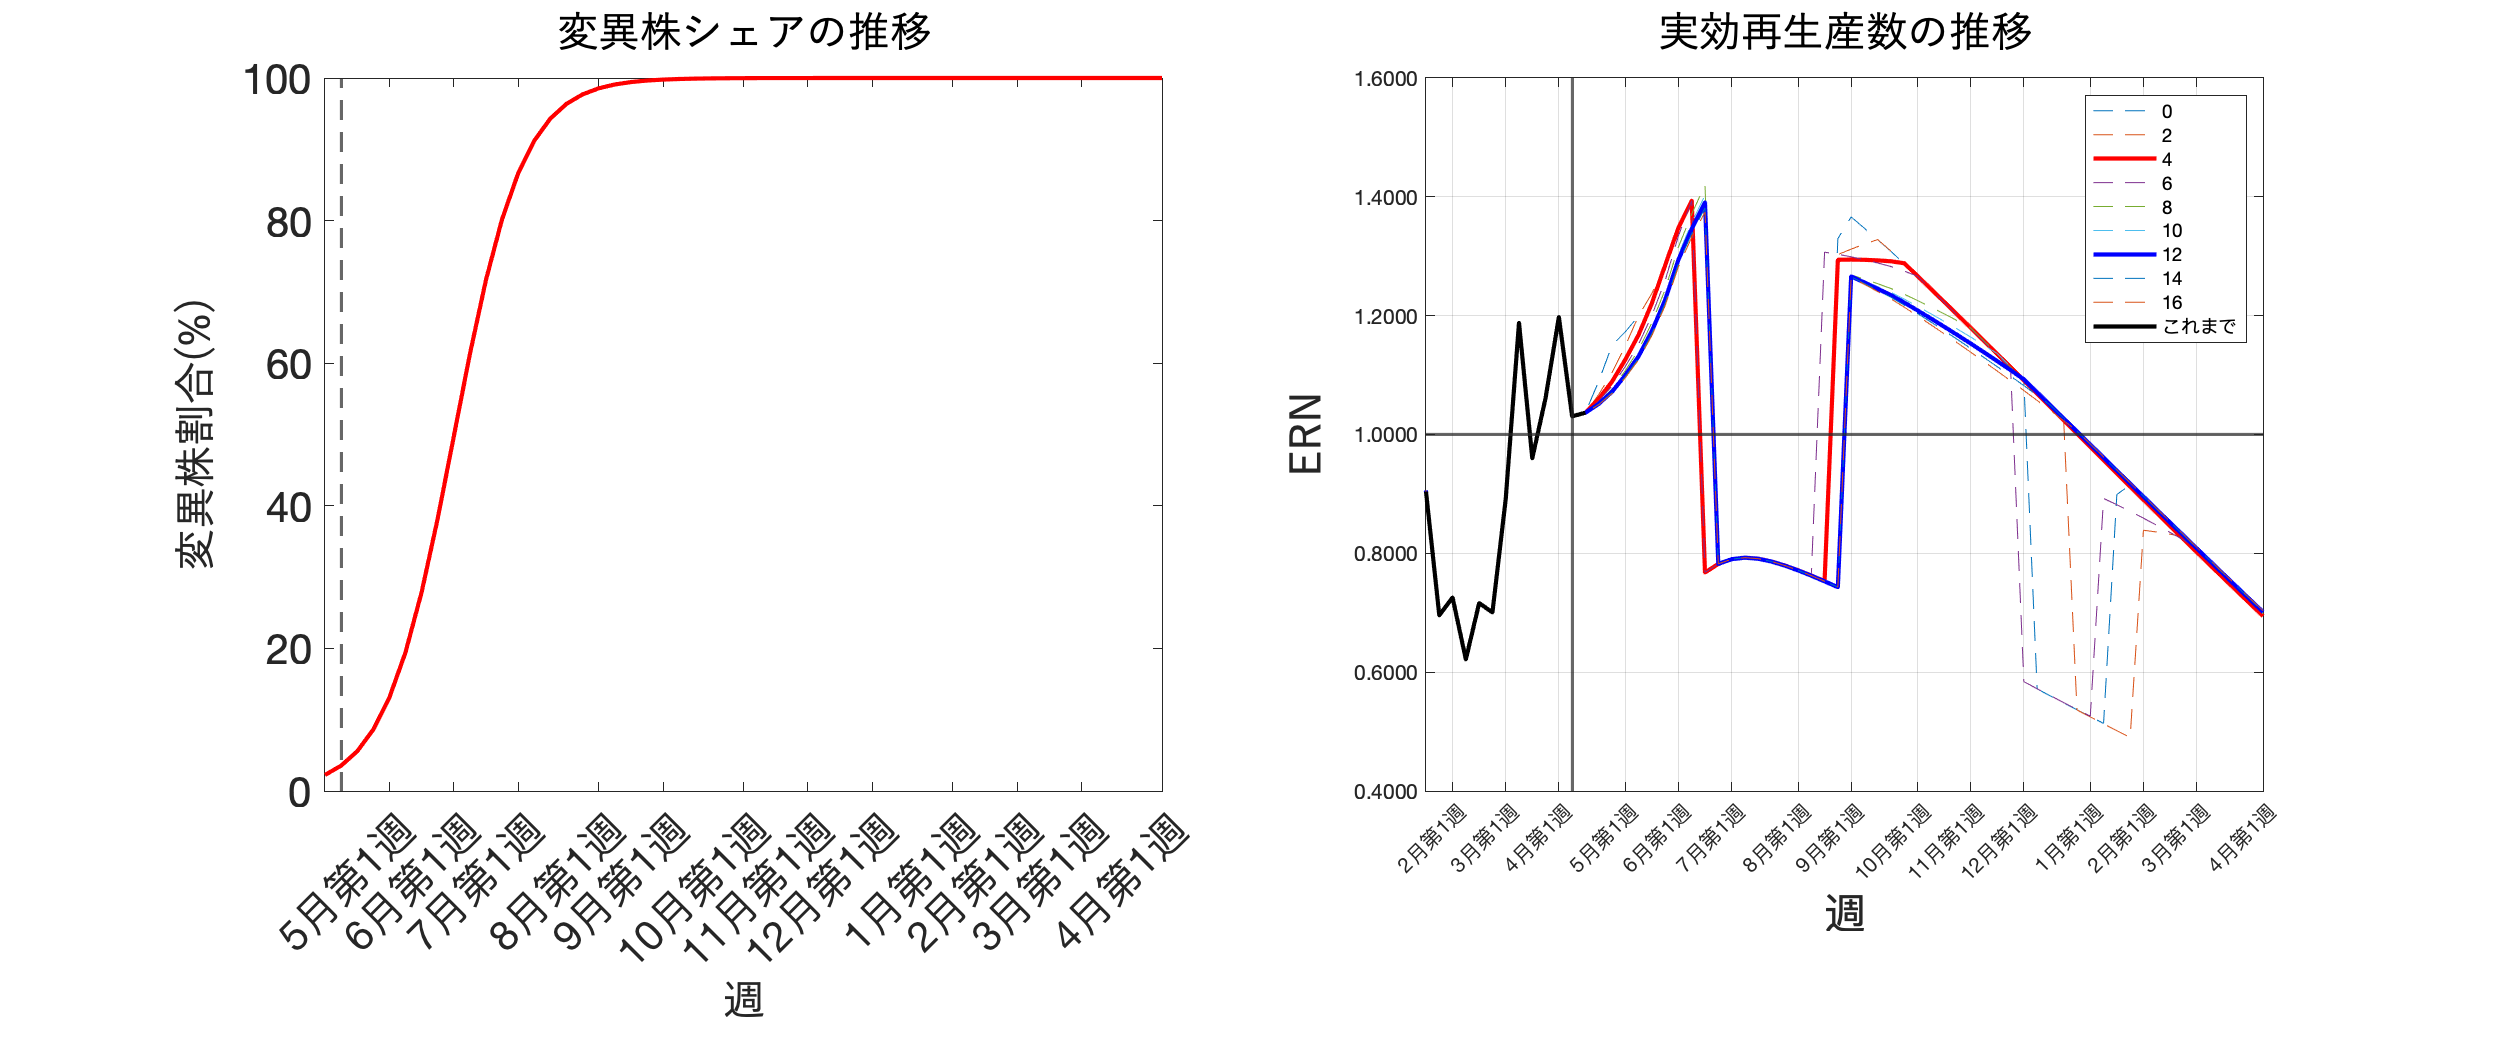 変異株シェアの推移
変異株割合(%)
100
80
60
40
20
0
5月第1週
6月第1週
7月第1週
8月第1週
9月第1週
10月第1週
11月第1週
12月第1週
1月第1週
2月第1週
3月第1週
4月第1週
週
実効再生産数の推移
ERN
1.6000
1.4000
1.2000
1.0000
0.8000
0.6000
0.4000
0
2
4
6
8
10
12
14
16
これまで
2月第1週
3月第1週
4月第1週
5月第1週
6月第1週
7月第1週
8月第1週
9月第1週
10月第1週
11月第1週
12月第1週
1月第1週
2月第1週
3月第1週
4月第1週
週